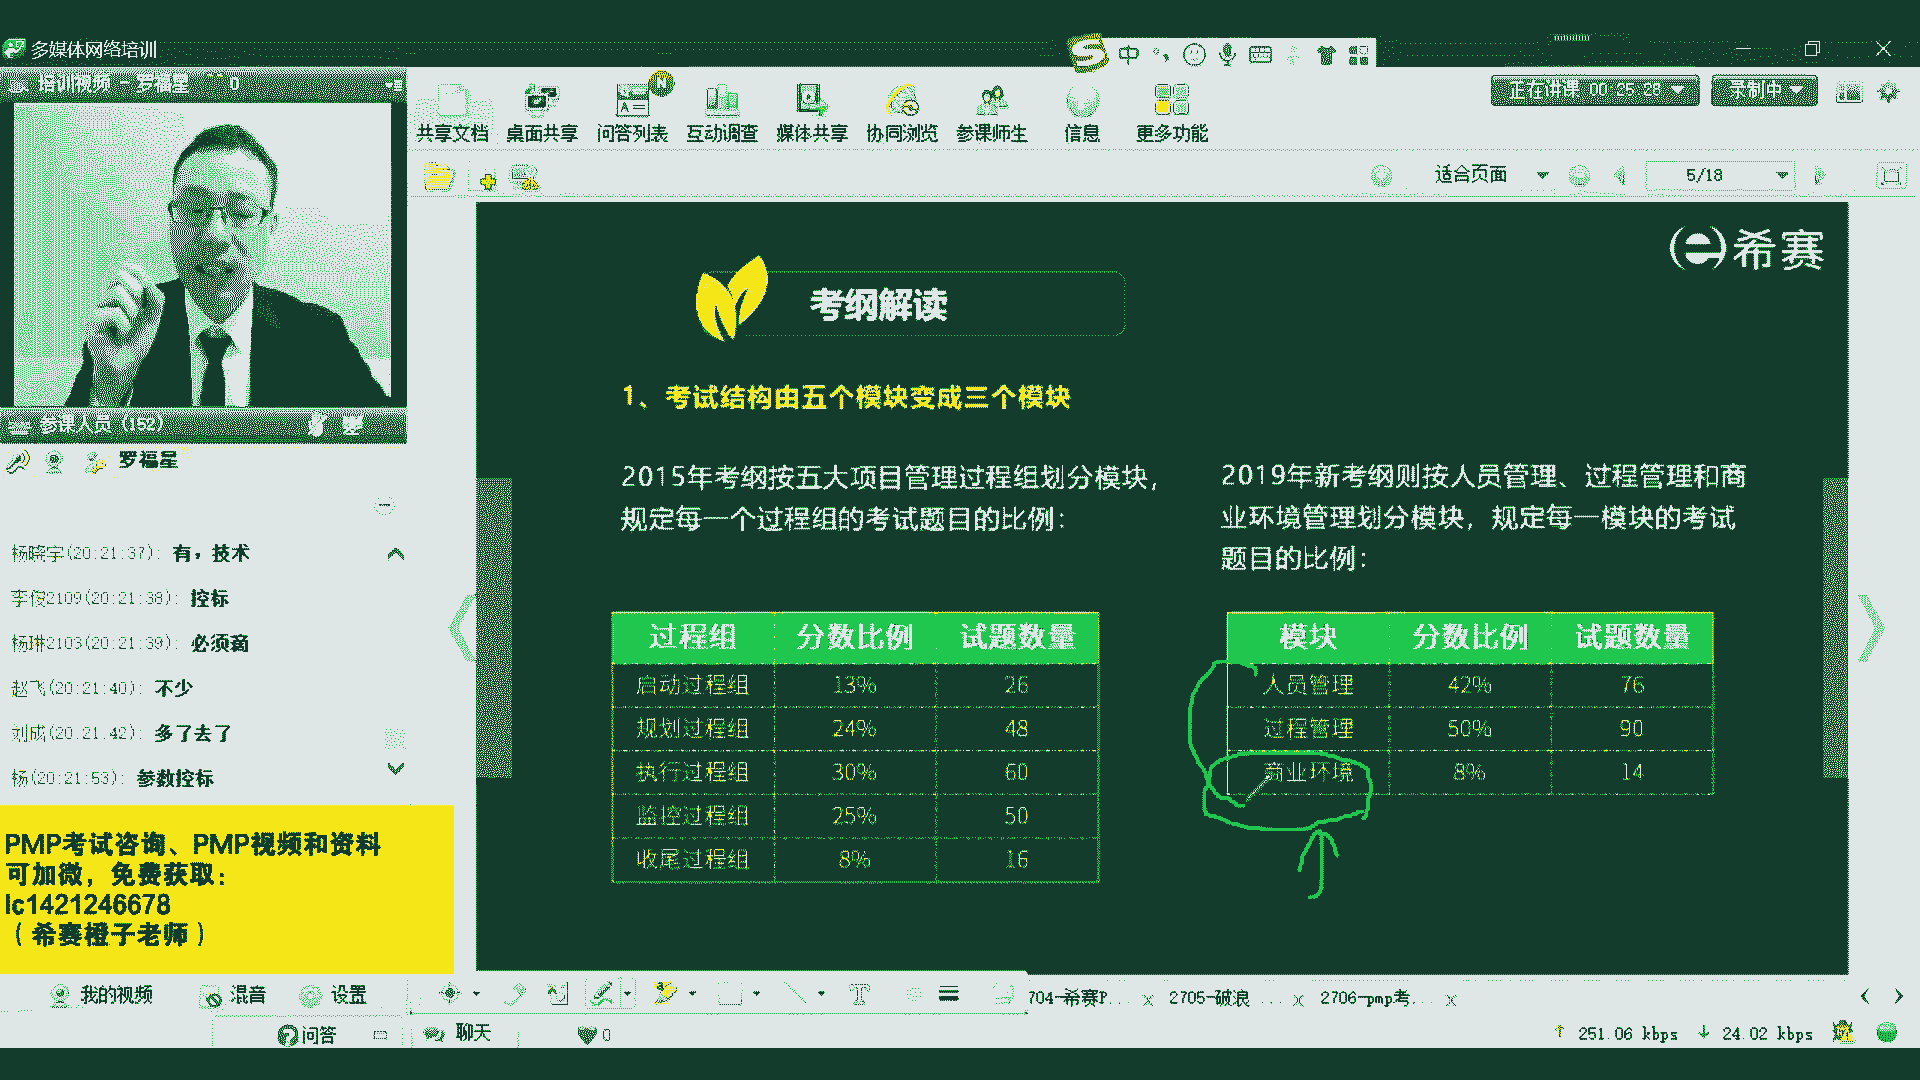 多媒体网络培训
中
培训视频 - 罗福星 0
正在讲课 00:25:28
录制中
共享文档 桌面共享 问答列表 互动调查 媒体共享 协同浏览 参课师生 信息 更多功能
适合页面
5/18
希赛
考纲解读
1、考试结构由五个模块变成三个模块
2015年考纲按五大项目管理过程组划分模块,
规定每一个过程组的考试题目的比例：
过程组 分数比例 试题数量
启动过程组 13% 26
规划过程组 24% 48
执行过程组 30% 60
监控过程组 25% 50
收尾过程组 8% 16
2019年新考纲则按人员管理、过程管理和商
业环境管理划分模块，规定每一模块的考试
题目的比例：
模块 分数比例 试题数量
人员管理 42% 76
过程管理 50% 90
商业环境 8% 14
参课人员 (152)
罗福星
杨晓宇(20:21:37)： 有，技术
李俊2109(20:21:38)： 控标
杨琳2103(20:21:39)： 必须滴
赵飞(20:21:40)： 不少
刘成(20:21:42)： 多了去了
杨(20:21:53)： 参数控标
PMP考试咨询、PMP视频和资料
可加微，免费获取：
lc1421246678
（希赛橙子老师）
我的视频 混音 设置
704-希赛P... 2705-破浪 ... 2706-pmp考...
问答 聊天 0
251.06 kbps 24.02 kbps